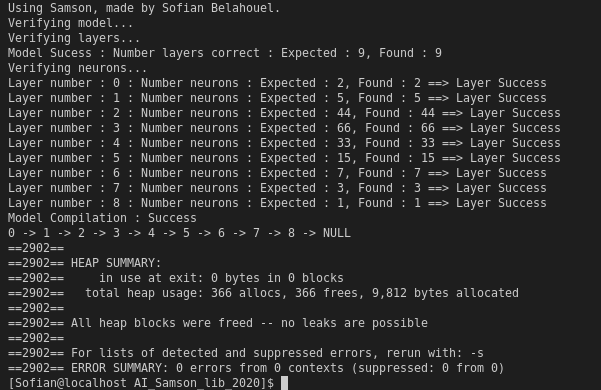 Using Samson, made by Sofian Belahouel.
Verifying model...
Verifying layers...
Model Sucess : Number layers correct : Expected : 9, Found : 9
Verifying neurons...
Layer number : 0 : Number neurons : Expected : 2, Found : 2 ==> Layer Success
Layer number : 1 : Number neurons : Expected : 5, Found : 5 ==> Layer Success
Layer number : 2 : Number neurons : Expected : 44, Found : 44 ==> Layer Success
Layer number : 3 : Number neurons : Expected : 66, Found : 66 ==> Layer Success
Layer number : 4 : Number neurons : Expected : 33, Found : 33 ==> Layer Success
Layer number : 5 : Number neurons : Expected : 15, Found : 15 ==> Layer Success
Layer number : 6 : Number neurons : Expected : 7, Found : 7 ==> Layer Success
Layer number : 7 : Number neurons : Expected : 3, Found : 3 ==> Layer Success
Layer number : 8 : Number neurons : Expected : 1, Found : 1 ==> Layer Success
Model Compilation : Success
0 -> 1 -> 2 -> 3 -> 4 -> 5 -> 6 -> 7 -> 8 -> NULL
==2902==
==2902== HEAP SUMMARY:
==2902==     in use at exit: 0 bytes in 0 blocks
==2902==   total heap usage: 366 allocs, 366 frees, 9,812 bytes allocated
==2902==
==2902== All heap blocks were freed -- no leaks are possible
==2902==
==2902== For lists of detected and suppressed errors, rerun with: -s
==2902== ERROR SUMMARY: 0 errors from 0 contexts (suppressed: 0 from 0)
[Sofian@localhost AI_Samson_lib_2020]$